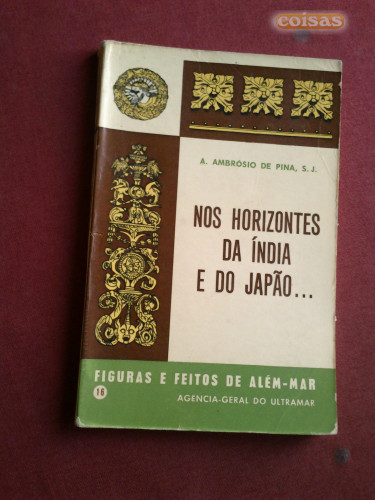 coisas
A. AMBRÓSIO DE PINA, S. J.
NOS HORIZONTES
DA ÍNDIA
E DO JAPÃO...
FIGURAS E FEITOS DE ALÉM-MAR
16
AGÊNCIA-GERAL DO ULTRAMAR